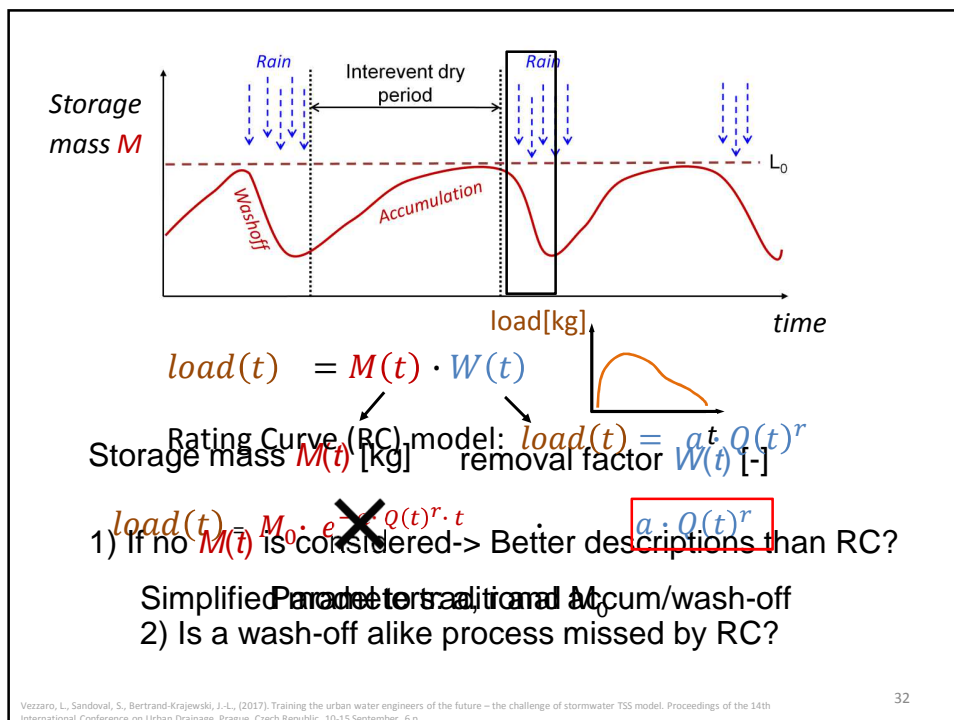 Rain
Interevent dry
period
Rain
Storage
mass M
L₀
Washoff
Accumulation
load[kg]
time
load(t) = M(t) · W(t)
t
Rating Curve (RC) model: load(t) = a · Q(t)^r
Storage mass M(t) [kg] removal factor W(t) [-]
load(t) = M₀ · e^(-a · Q(t)^r · t) · a · Q(t)^r
1) If no M(t) is considered-> Better descriptions than RC?
Simplified model to traditional accum/wash-off
Parameters: a, r and M₀
2) Is a wash-off alike process missed by RC?
Vezzaro, L., Sandoval, S., Bertrand-Krajewski, J.-L., (2017). Training the urban water engineers of the future – the challenge of stormwater TSS model. Proceedings of the 14th
International Conference on Urban Drainage, Prague, Czech Republic, 10-15 September, 6 p.
32